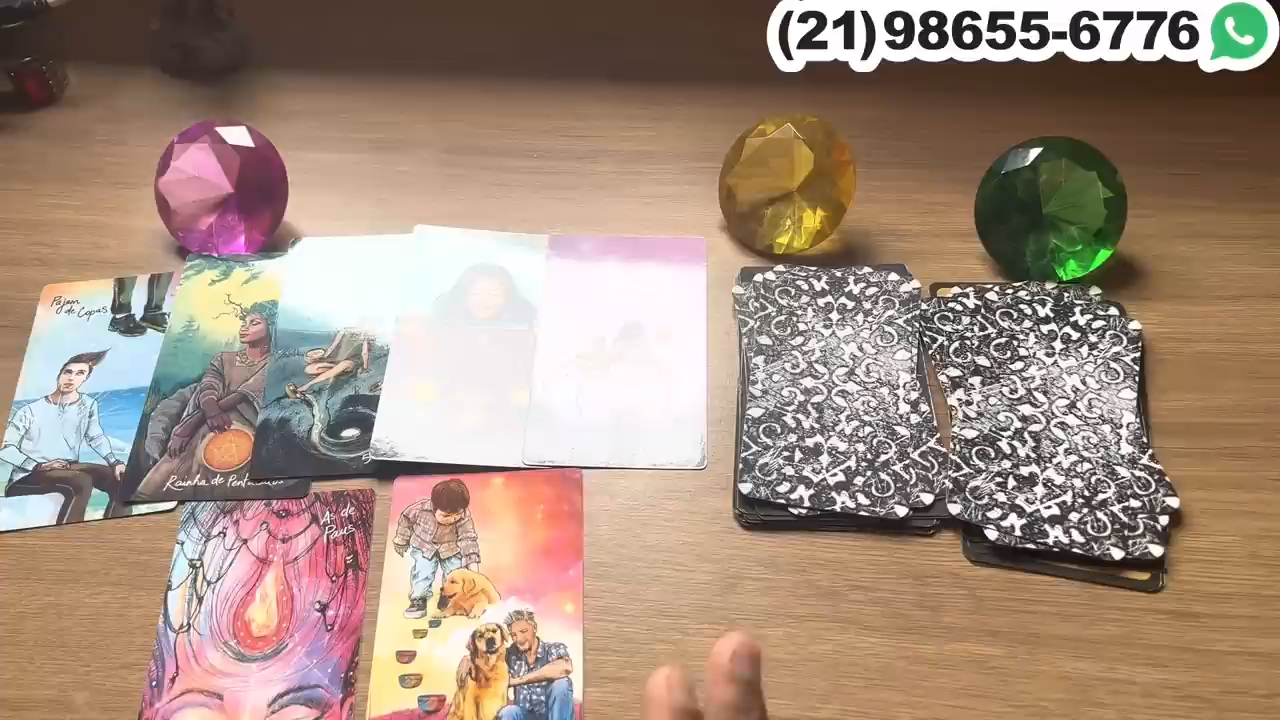 (21)98655-6776
Pajem
de Copas
Rainha de Pentáculos
Ás de
Paus